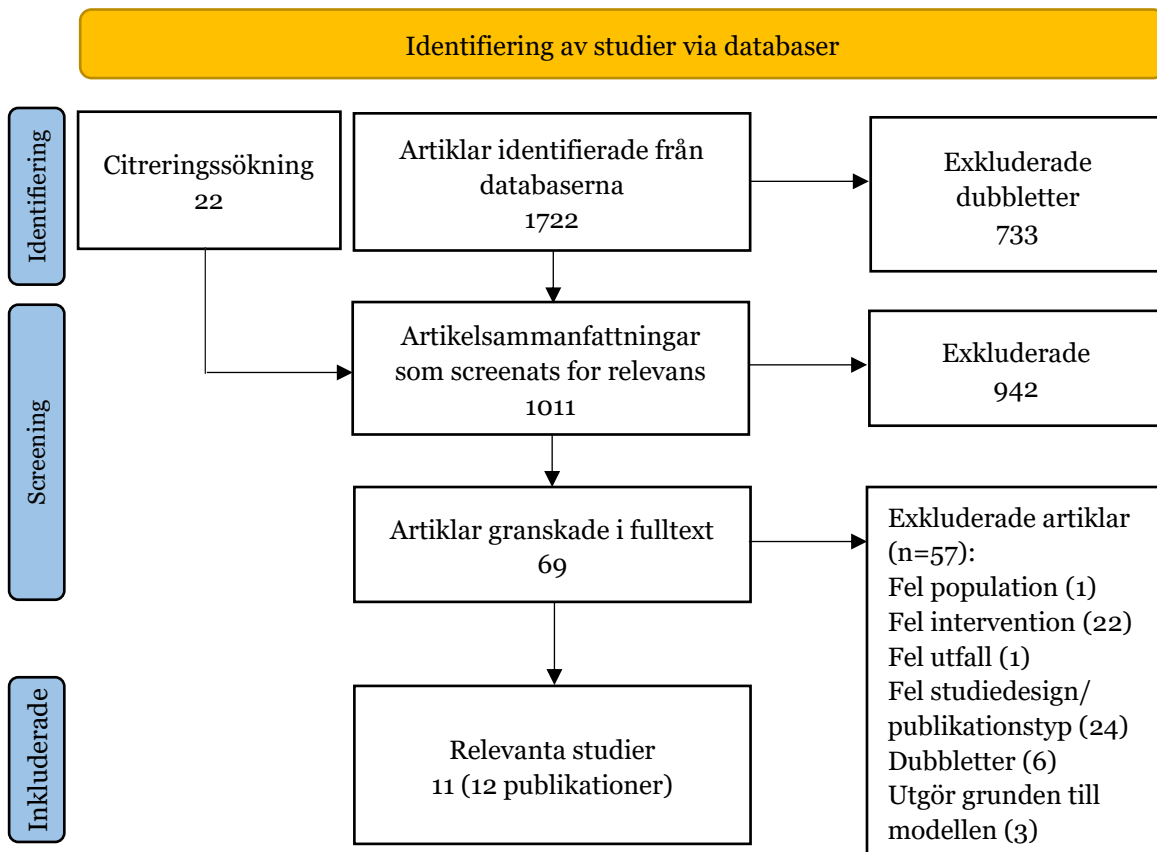 Identifiering av studier via databaser
Identifiering
Citreringssökning
22
Artiklar identifierade från
databaserna
1722
Exkluderade
dubbletter
733
Screening
Artikelsammanfattningar
som screenats for relevans
1011
Exkluderade
942
Artiklar granskade i fulltext
69
Exkluderade artiklar
(n=57):
Fel population (1)
Fel intervention (22)
Fel utfall (1)
Fel studiedesign/
publikationstyp (24)
Dubbletter (6)
Utgör grunden till
modellen (3)
Inkluderade
Relevanta studier
11 (12 publikationer)